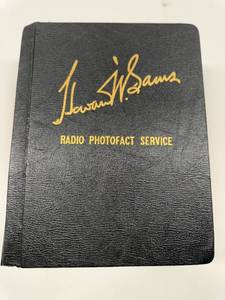 Howard W. Sams
RADIO PHOTOFACT SERVICE